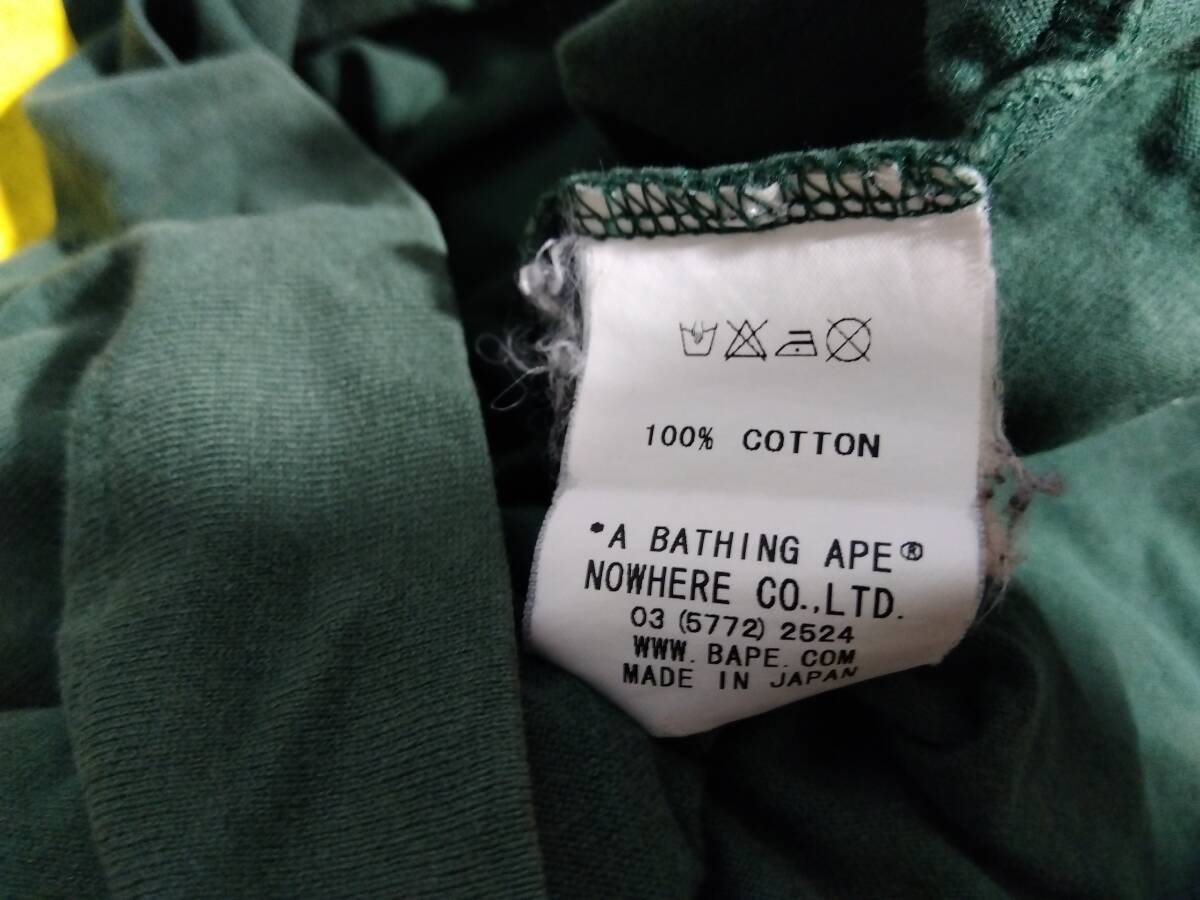 100% COTTON
*A BATHING APE®
NOWHERE CO.,LTD.
03 (5772) 2524
WWW. BAPE. COM
MADE IN JAPAN